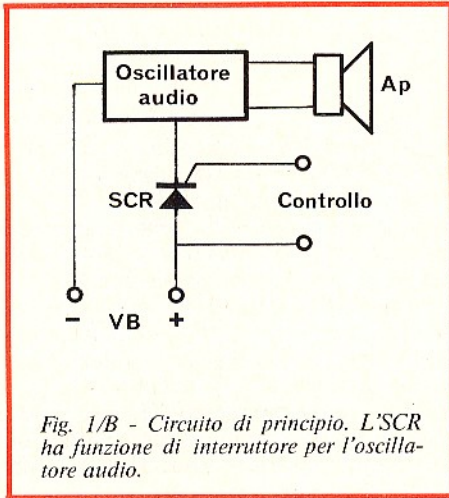 Oscillatore
audio
Ap
SCR
Controllo
- VB +
Fig. 1/B - Circuito di principio. L'SCR
ha funzione di interruttore per l'oscilla-
tore audio.